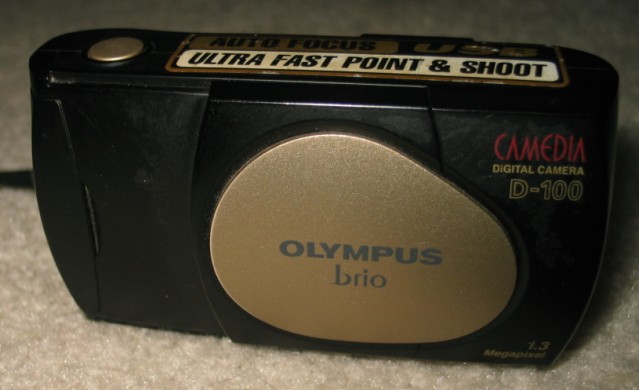 AUTO FOCUS USB
ULTRA FAST POINT & SHOOT
CAMEDIA
DIGITAL CAMERA
D-100
OLYMPUS
brio
1.3
Megapixel